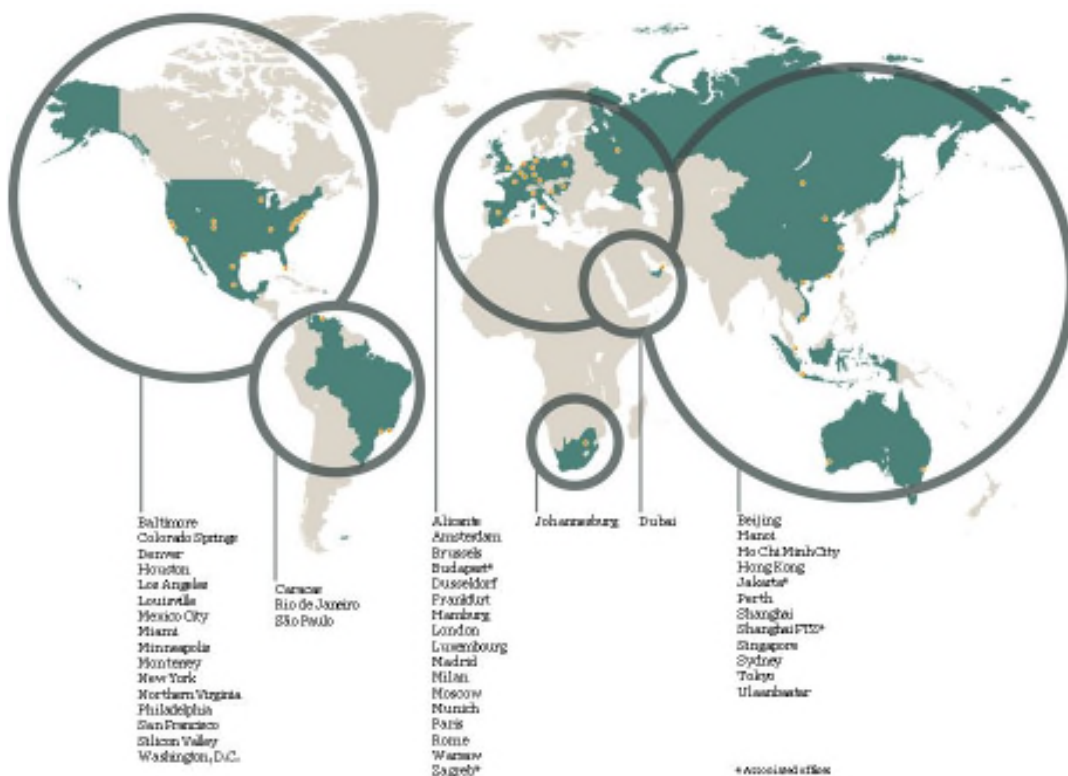 Baltimore
Colorado Springs
Denver
Houston
Los Angeles
Louisville
Mexico City
Miami
Minneapolis
Monterrey
New York
Northern Virginia
Philadelphia
San Francisco
Silicon Valley
Washington, D.C.
Caracas
Rio de Janeiro
São Paulo
Alicante
Amsterdam
Brussels
Budapest*
Dusseldorf
Frankfurt
Hamburg
London
Luxembourg
Madrid
Milan
Moscow
Munich
Paris
Rome
Warsaw
Zagreb*
Johannesburg
Dubai
Beijing
Hanoi
Ho Chi Minh City
Hong Kong
Jakarta*
Perth
Shanghai
Shanghai FTZ*
Singapore
Sydney
Tokyo
Ulaanbaatar
*Associated offices